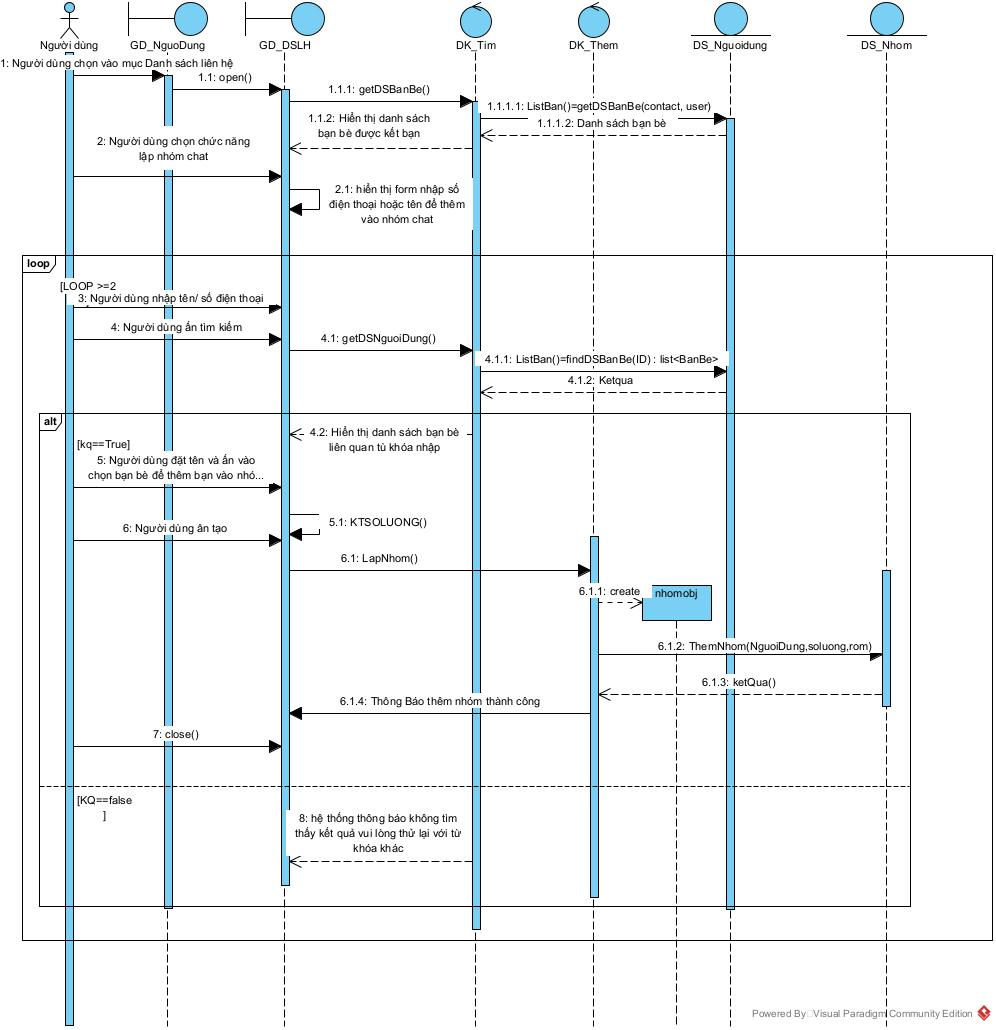 Người dùng
GD_NguoDung
GD_DSLH
DK_Tim
DK_Them
DS_Nguoidung
DS_Nhom
1: Người dùng chọn vào mục Danh sách liên hệ
1.1: open()
1.1.1: getDSBanBe()
1.1.1.1: ListBan()=getDSBanBe(contact, user)
1.1.1.2: Danh sách bạn bè
1.1.2: Hiển thị danh sách
bạn bè được kết bạn
2: Người dùng chọn chức năng
lập nhóm chat
2.1: hiển thị form nhập số
điện thoại hoặc tên để thêm
vào nhóm chat
loop
[LOOP >=2
3: Người dùng nhập tên/ số điện thoại
4: Người dùng ấn tìm kiếm
4.1: getDSNguoiDung()
4.1.1: ListBan()=findDSBanBe(ID) : list<BanBe>
4.1.2: Ketqua
alt
4.2: Hiển thị danh sách bạn bè
liên quan tù khóa nhập
[kq==True]
5: Người dùng đặt tên và ấn vào
chọn bạn bè để thêm bạn vào nhó...
5.1: KTSOLUONG()
6: Người dùng ân tạo
6.1: LapNhom()
6.1.1: create
nhomobj
6.1.2: ThemNhom(NguoiDung,soluong,rom)
6.1.3: ketQua()
6.1.4: Thông Báo thêm nhóm thành công
7: close()
[KQ==false
]
8: hệ thống thông báo không tìm
thấy kết quả vui lòng thử lại với từ
khóa khác
Powered By Visual Paradigm Community Edition